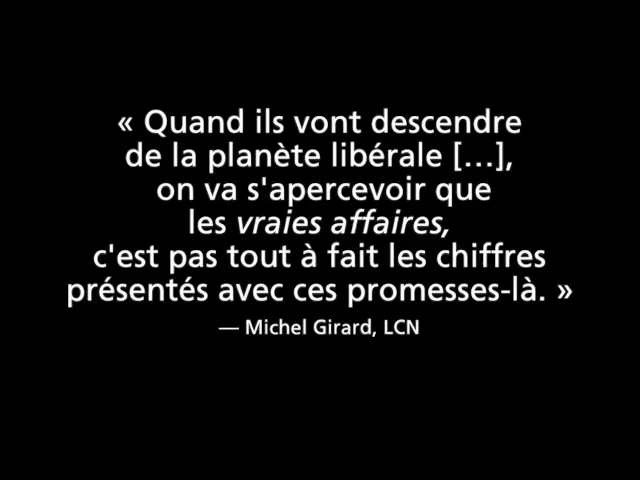 « Quand ils vont descendre
de la planète libérale [...],
on va s'apercevoir que
les vraies affaires,
c'est pas tout à fait les chiffres
présentés avec ces promesses-là. »
— Michel Girard, LCN